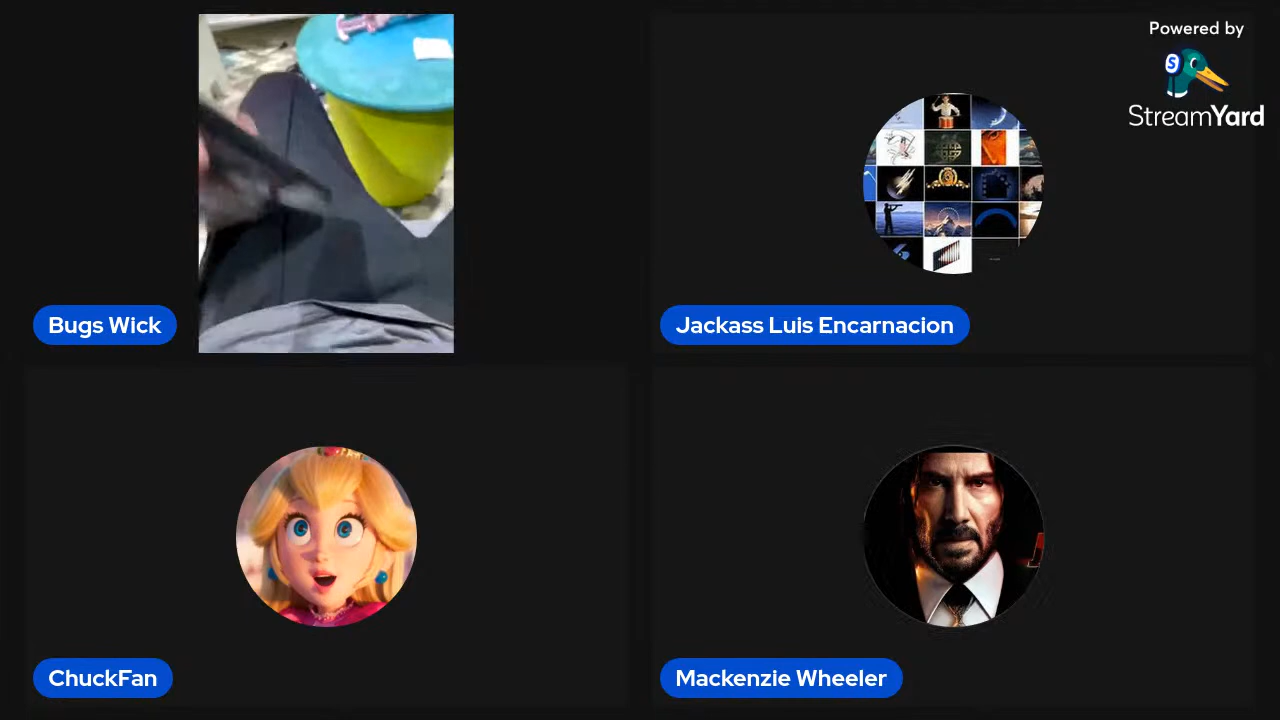 Powered by
StreamYard
Bugs Wick
Jackass Luis Encarnacion
ChuckFan
Mackenzie Wheeler